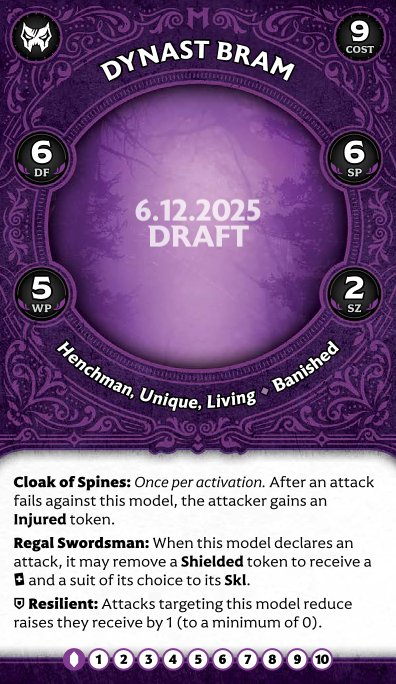 DYNAST BRAM
9
COST
6
DF
6
SP
6.12.2025
DRAFT
5
WP
2
SZ
Henchman, Unique, Living ◆ Banished
Cloak of Spines: Once per activation. After an attack
fails against this model, the attacker gains an
Injured token.
Regal Swordsman: When this model declares an
attack, it may remove a Shielded token to receive a
+ and a suit of its choice to its Skl.
Resilient: Attacks targeting this model reduce
raises they receive by 1 (to a minimum of 0).
1 2 3 4 5 6 7 8 9 10